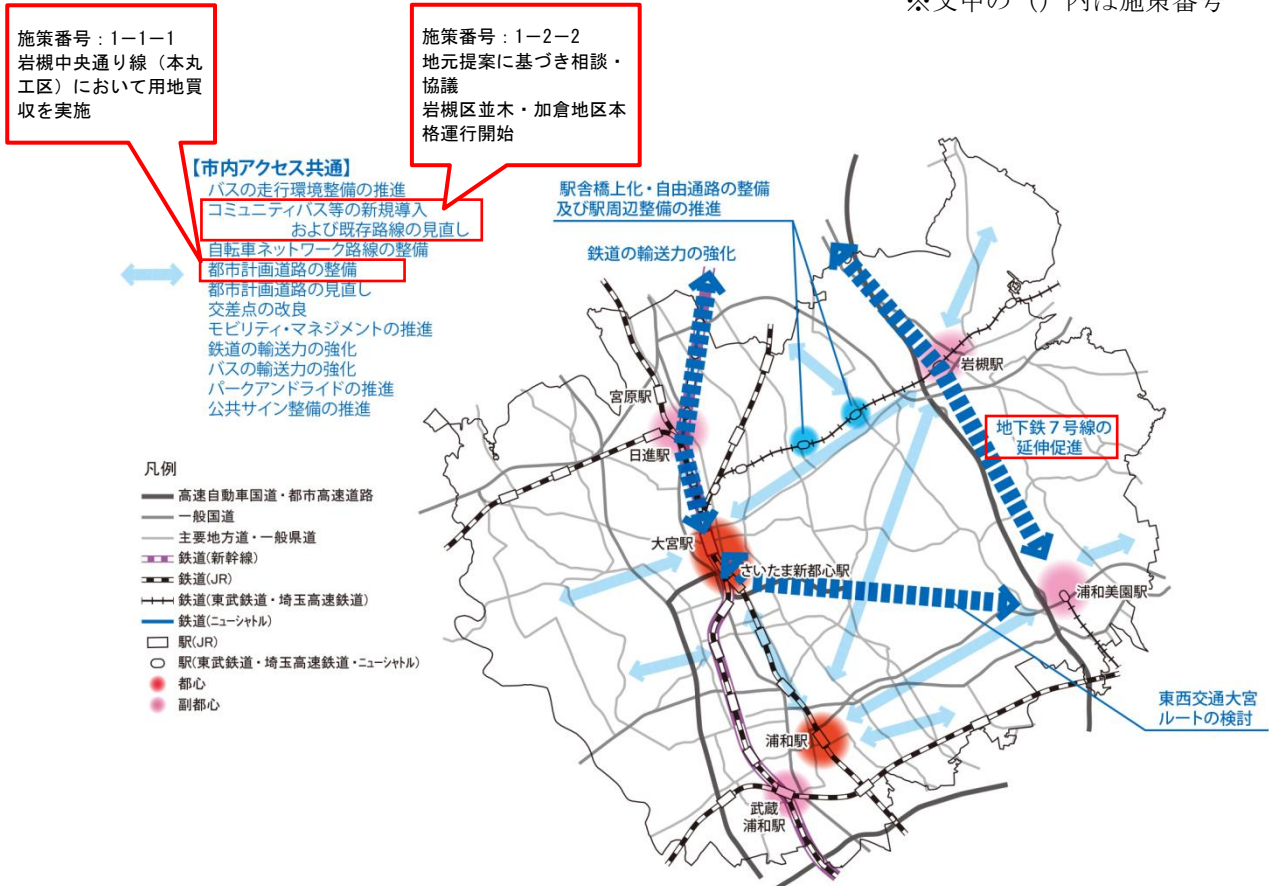 ※文中の（）内は施策番号
施策番号：1－1－1
岩槻中央通り線（本丸
工区）において用地買
収を実施
施策番号：1－2－2
地元提案に基づき相談・
協議
岩槻区並木・加倉地区本
格運行開始
【市内アクセス共通】
バスの走行環境整備の推進
コミュニティバス等の新規導入
および既存路線の見直し
自転車ネットワーク路線の整備
都市計画道路の整備
都市計画道路の見直し
交差点の改良
モビリティ・マネジメントの推進
鉄道の輸送力の強化
バスの輸送力の強化
パークアンドライドの推進
公共サイン整備の推進
駅舎橋上化・自由通路の整備
及び駅周辺整備の推進
鉄道の輸送力の強化
岩槻駅
宮原駅
日進駅
地下鉄７号線の
延伸促進
大宮駅
さいたま新都心駅
浦和美園駅
東西交通大宮
ルートの検討
浦和駅
武蔵
浦和駅
凡例
高速自動車国道・都市高速道路
一般国道
主要地方道・一般県道
鉄道(新幹線)
鉄道(JR)
鉄道(東武鉄道・埼玉高速鉄道)
鉄道(ニューシャトル)
駅(JR)
駅(東武鉄道・埼玉高速鉄道・ニューシャトル)
都心
副都心